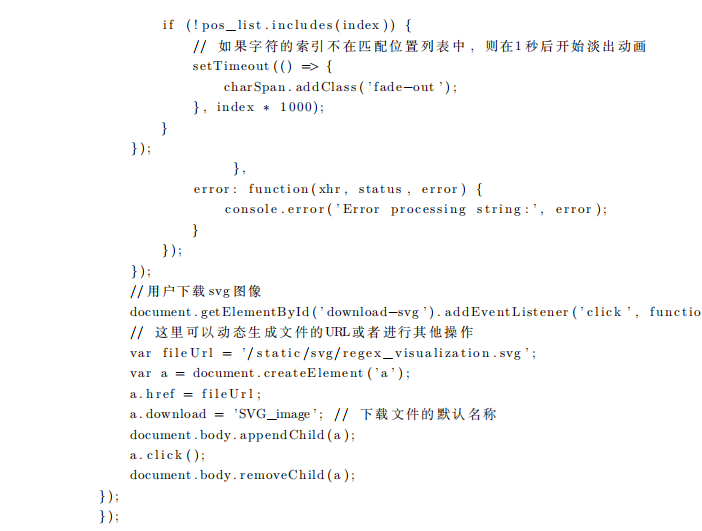 if (!pos_list.includes(index)) {
// 如果字符的索引不在匹配位置列表中，则在1秒后开始淡出动画
setTimeout(() => {
charSpan.addClass('fade-out');
}, index * 1000);
}
});
},
error: function(xhr, status, error) {
console.error('Error processing string:', error);
}
});
});
//用户下载svg图像
document.getElementById('download-svg').addEventListener('click', functio
// 这里可以动态生成文件的URL或者进行其他操作
var fileUrl = '/static/svg/regex_visualization.svg';
var a = document.createElement('a');
a.href = fileUrl;
a.download = 'SVG_image'; // 下载文件的默认名称
document.body.appendChild(a);
a.click();
document.body.removeChild(a);
});
});